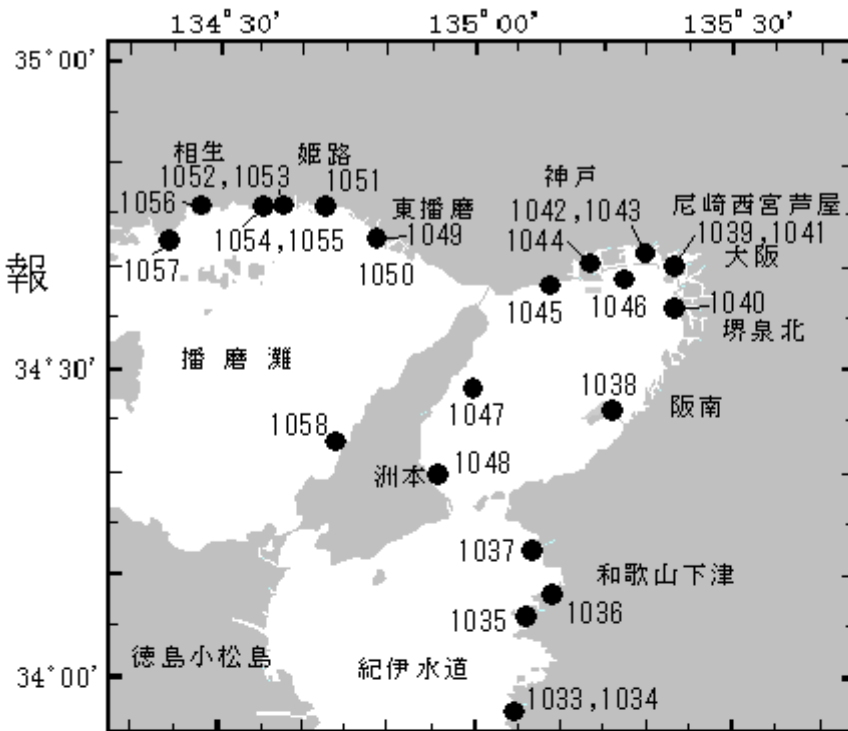 134°30' 135°00' 135°30'
35°00'
相生 姫路
1052,1053 1051
1056
神戸
東播磨 1042,1043 尼崎西宮芦屋
1049 1044 1039,1041
1054,1055
1057 1050 大阪
報
1045 1046 1040
堺泉北
34°30' 播磨灘
1038
1047 阪南
1058
洲本 1048
1037
和歌山下津
1035 1036
徳島小松島 紀伊水道
34°00'
1033,1034